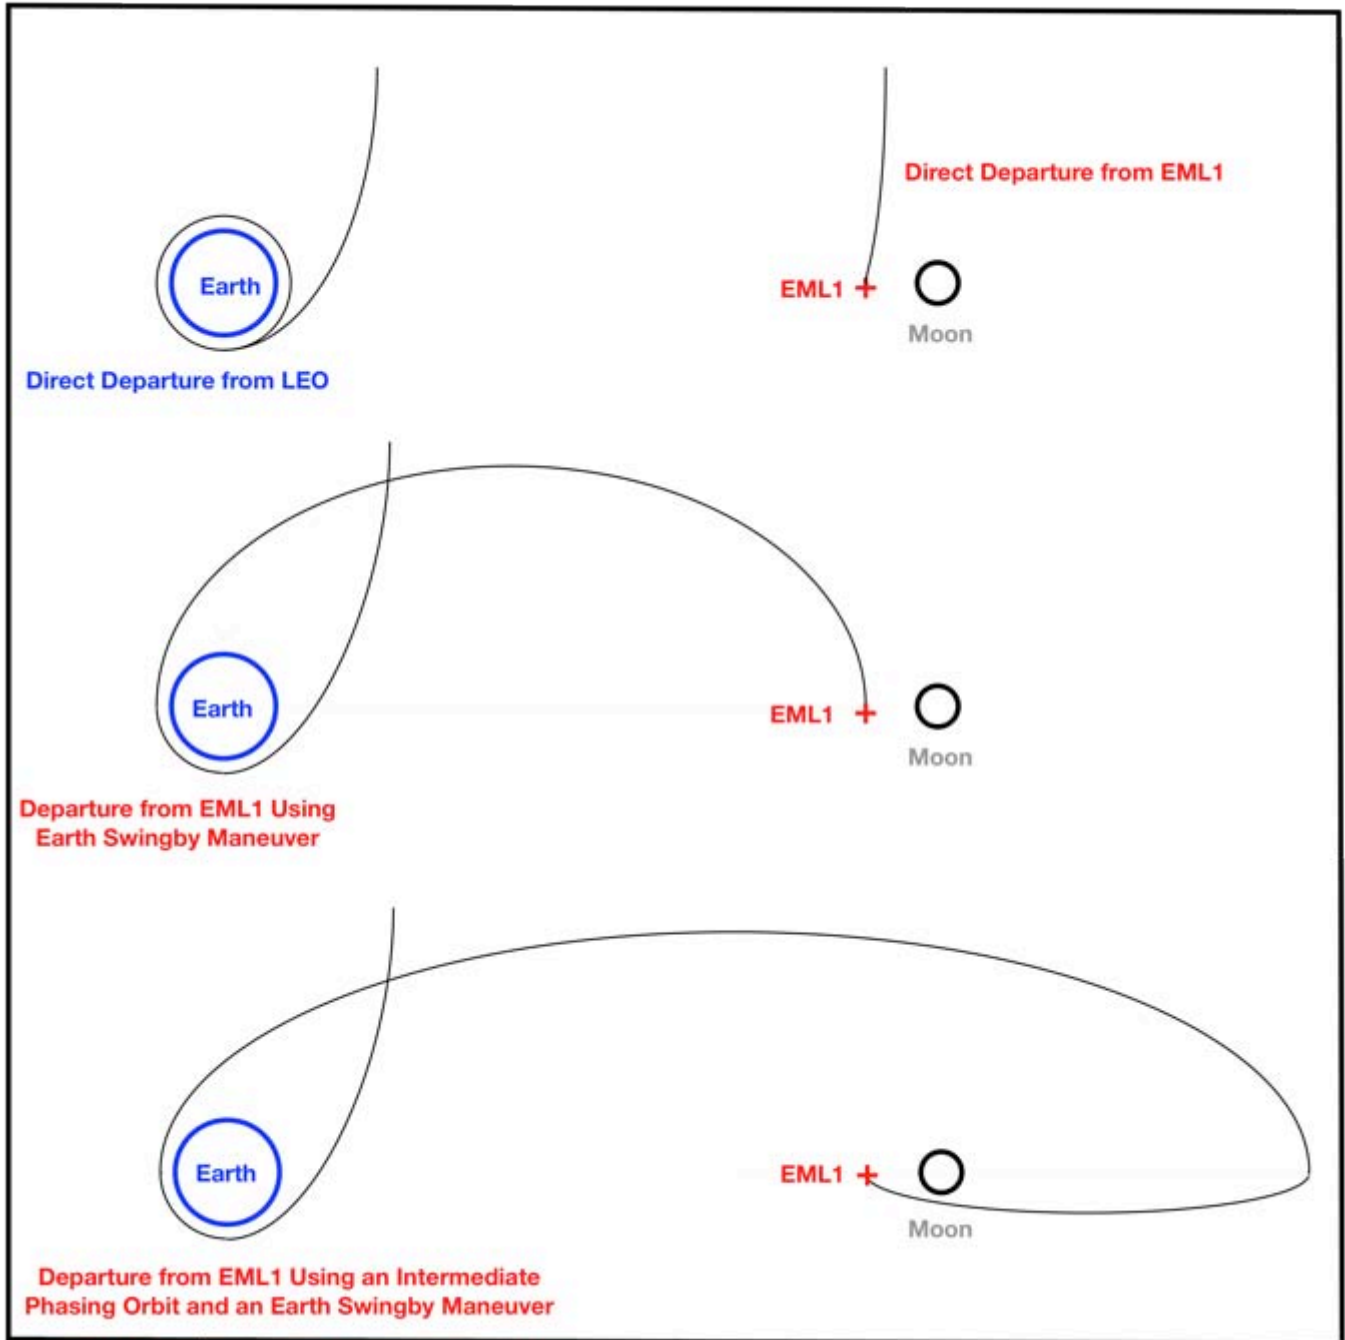 Direct Departure from EML1
Earth
EML1
Moon
Direct Departure from LEO
Earth
EML1
Moon
Departure from EML1 Using
Earth Swingby Maneuver
Earth
EML1
Moon
Departure from EML1 Using an Intermediate
Phasing Orbit and an Earth Swingby Maneuver